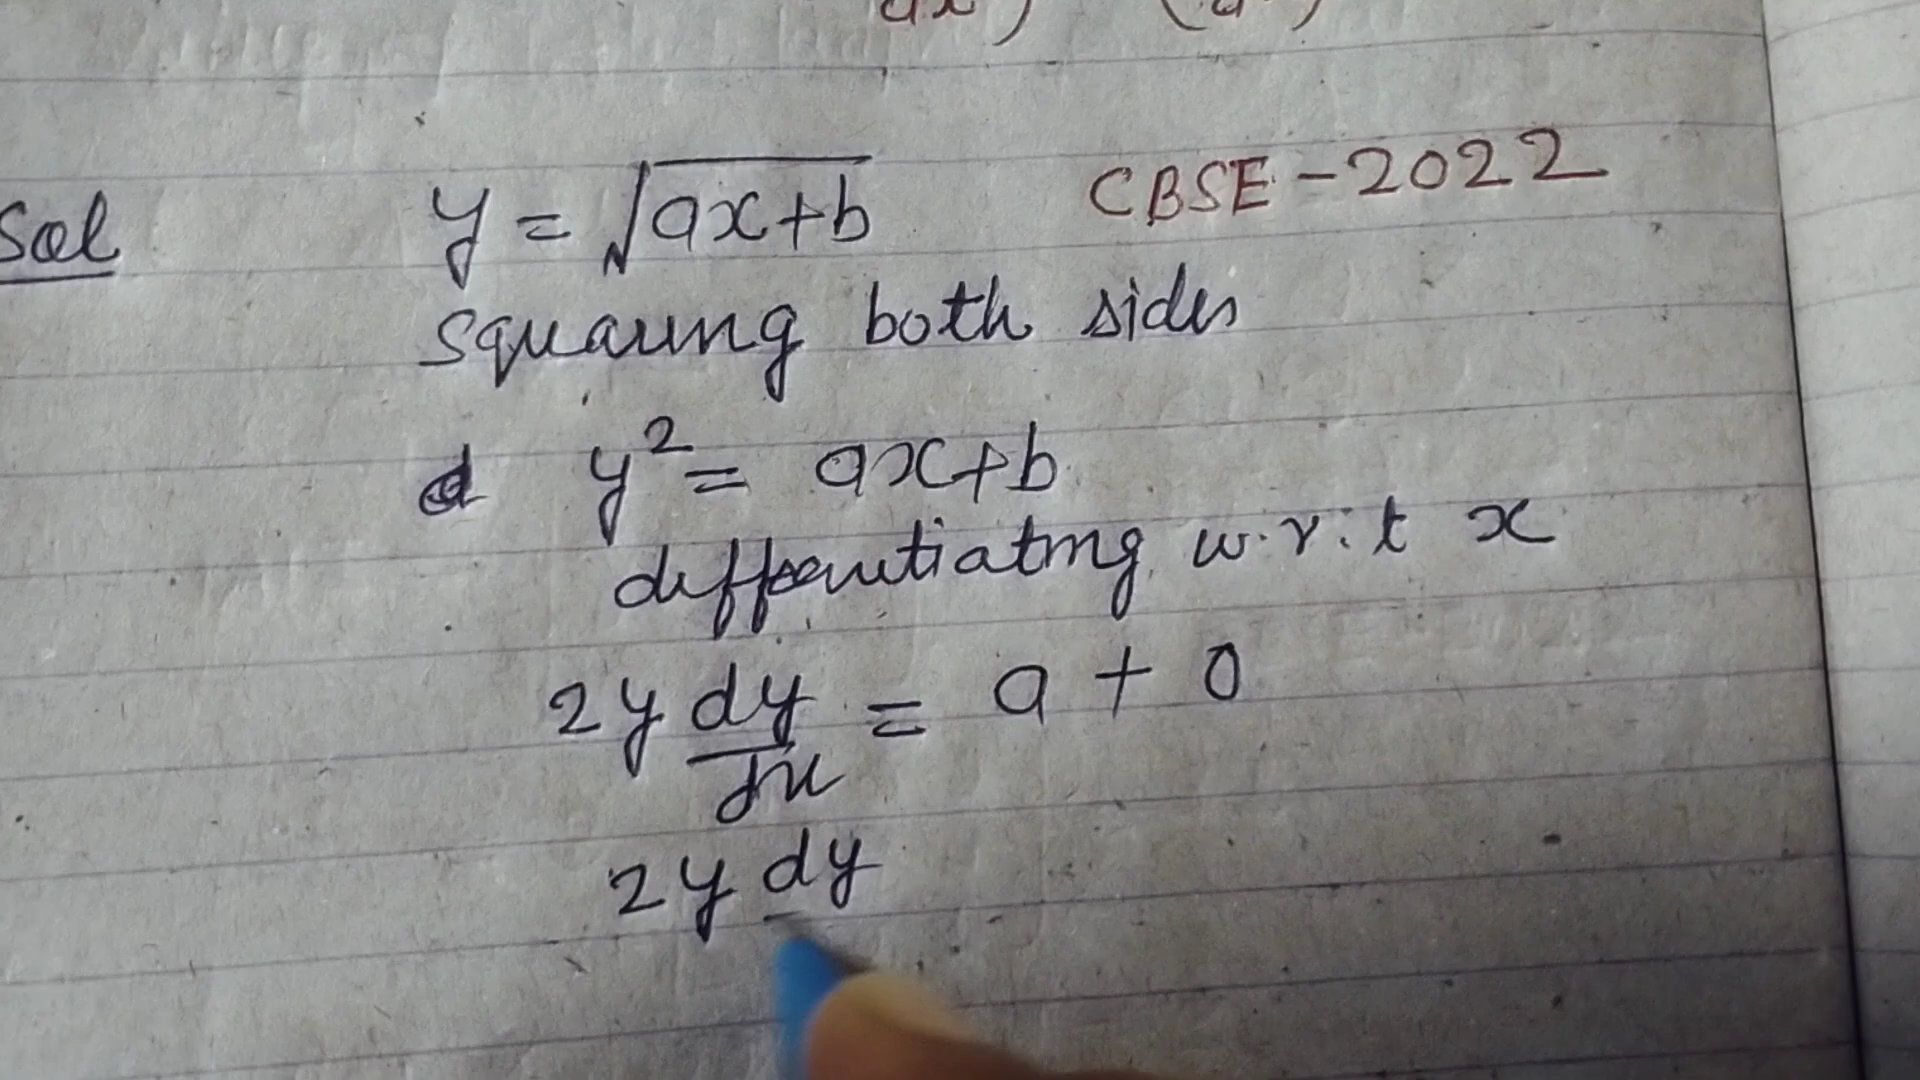 Sol y = √ax+b CBSE-2022
squaring both sides
y² = ax+b
differentiating w.r.t x
2y dy/dx = a + 0
2y dy